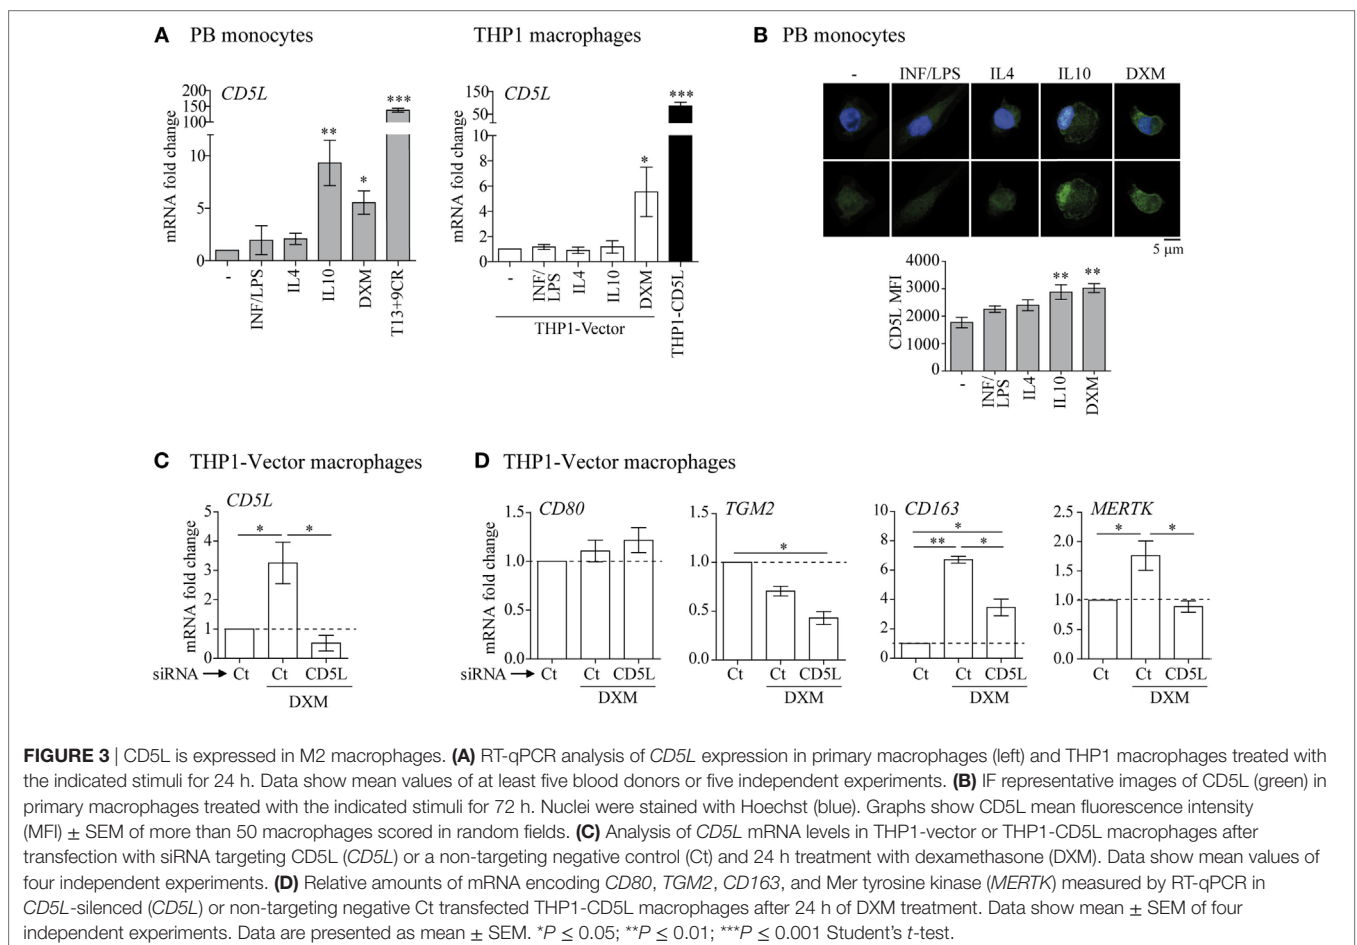 A PB monocytes
THP1 macrophages
B PB monocytes
CD5L
mRNA fold change
200
150
100
10
5
0
***
**
*
-
INF/LPS
IL4
IL10
DXM
T13+9CR
CD5L
mRNA fold change
150
50
10
8
6
4
2
0
***
*
-
INF/
LPS
IL4
IL10
DXM
THP1-Vector
THP1-CD5L
- INF/LPS IL4 IL10 DXM
5 µm
CD5L MFI
4000
3000
2000
1000
0
** **
-
INF/
LPS
IL4
IL10
DXM
C THP1-Vector macrophages
D THP1-Vector macrophages
CD5L
mRNA fold change
5
4
3
2
1
0
* *
siRNA Ct Ct CD5L
DXM
CD80
mRNA fold change
1.5
1.0
0.5
0.0
siRNA Ct Ct CD5L
DXM
TGM2
1.5
1.0
0.5
0.0
*
Ct Ct CD5L
DXM
CD163
10
8
6
4
2
0
*
** *
Ct Ct CD5L
DXM
MERTK
2.5
2.0
1.5
1.0
0.5
0.0
* *
Ct Ct CD5L
DXM
FIGURE 3 | CD5L is expressed in M2 macrophages. (A) RT-qPCR analysis of CD5L expression in primary macrophages (left) and THP1 macrophages treated with
the indicated stimuli for 24 h. Data show mean values of at least five blood donors or five independent experiments. (B) IF representative images of CD5L (green) in
primary macrophages treated with the indicated stimuli for 72 h. Nuclei were stained with Hoechst (blue). Graphs show CD5L mean fluorescence intensity
(MFI) ± SEM of more than 50 macrophages scored in random fields. (C) Analysis of CD5L mRNA levels in THP1-vector or THP1-CD5L macrophages after
transfection with siRNA targeting CD5L (CD5L) or a non-targeting negative control (Ct) and 24 h treatment with dexamethasone (DXM). Data show mean values of
four independent experiments. (D) Relative amounts of mRNA encoding CD80, TGM2, CD163, and Mer tyrosine kinase (MERTK) measured by RT-qPCR in
CD5L-silenced (CD5L) or non-targeting negative Ct transfected THP1-CD5L macrophages after 24 h of DXM treatment. Data show mean ± SEM of four
independent experiments. Data are presented as mean ± SEM. *P ≤ 0.05; **P ≤ 0.01; ***P ≤ 0.001 Student's t-test.